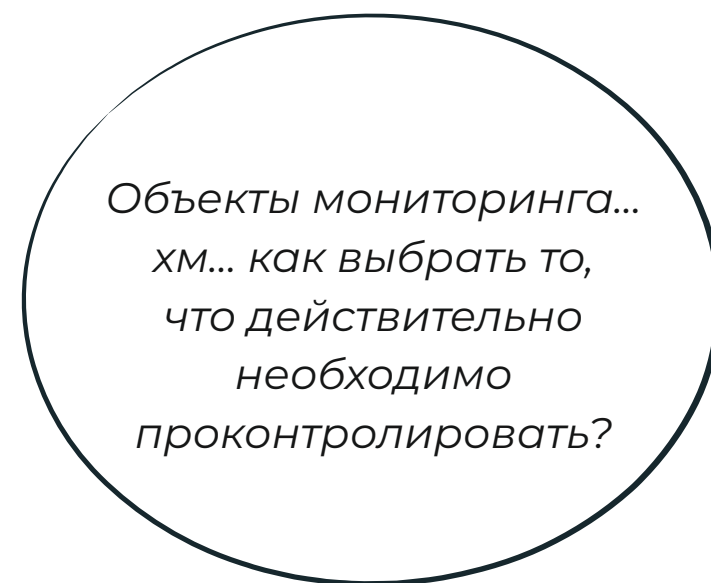 Объекты мониторинга...
хм... как выбрать то,
что действительно
необходимо
проконтролировать?